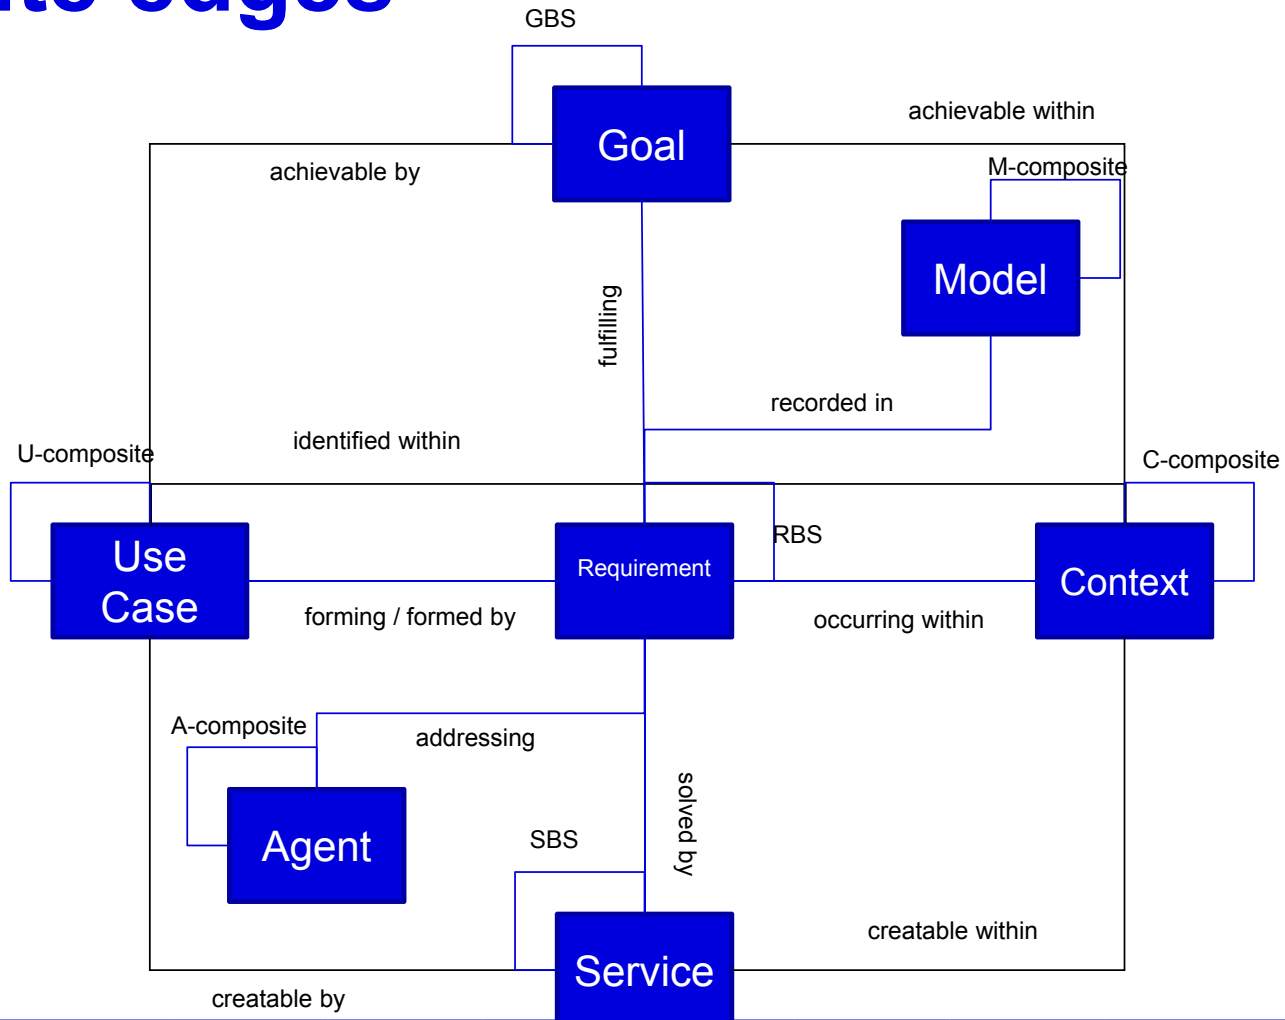 edges
GBS
Goal
achievable within
achievable by
M-composite
Model
fulfilling
recorded in
identified within
U-composite
C-composite
Use
Case
Requirement
RBS
Context
forming / formed by
occurring within
A-composite
addressing
solved by
Agent
SBS
Service
creatable within
creatable by